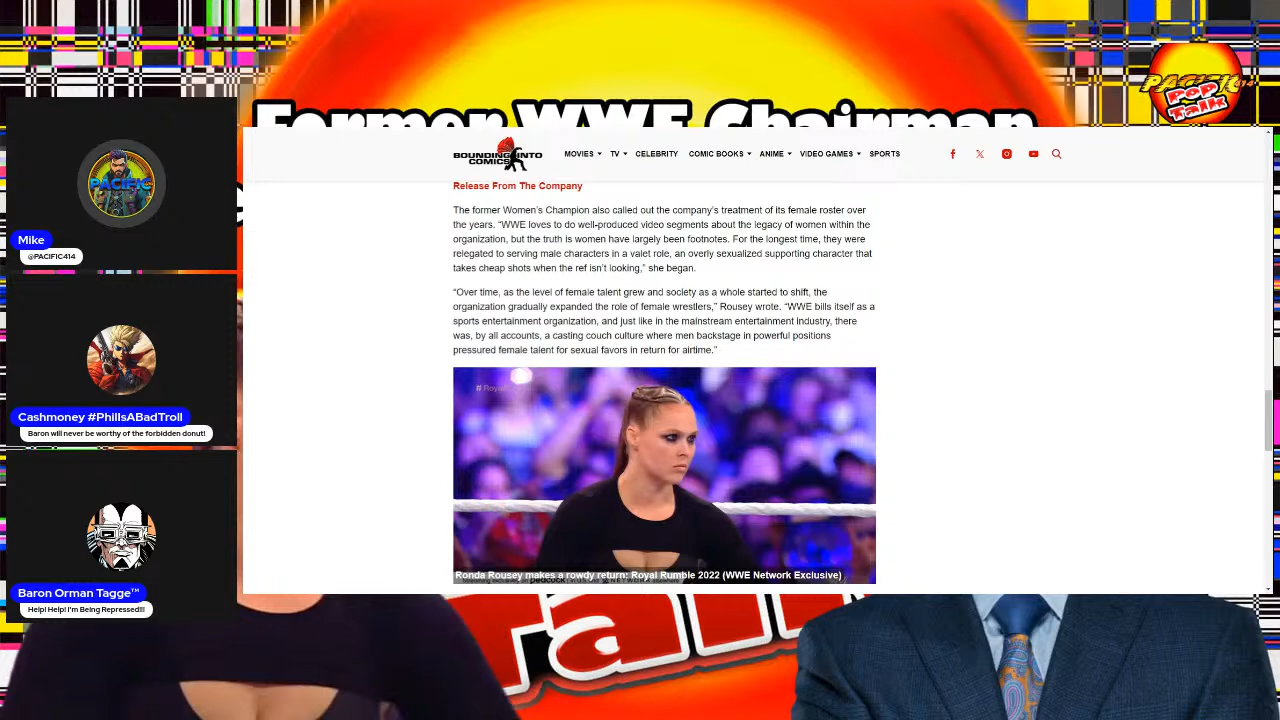 Former WWE Chairman
PACIFIC
Pop
Talk
BOUNDING INTO
COMICS
MOVIES TV CELEBRITY COMIC BOOKS ANIME VIDEO GAMES SPORTS
PACIFIC
Mike
@PACIFIC414
Cashmoney #PhilIsABadTroll
Baron will never be worthy of the forbidden donut!
Baron Orman Tagge™
Help! Help! I'm Being Repressed!!!
Release From The Company
The former Women's Champion also called out the company's treatment of its female roster over
the years. “WWE loves to do well-produced video segments about the legacy of women within the
organization, but the truth is women have largely been footnotes. For the longest time, they were
relegated to serving male characters in a valet role, an overly sexualized supporting character that
takes cheap shots when the ref isn't looking,” she began.
“Over time, as the level of female talent grew and society as a whole started to shift, the
organization gradually expanded the role of female wrestlers,” Rousey wrote. “WWE bills itself as a
sports entertainment organization, and just like in the mainstream entertainment industry, there
was, by all accounts, a casting couch culture where men backstage in powerful positions
pressured female talent for sexual favors in return for airtime.”
Ronda Rousey makes a rowdy return: Royal Rumble 2022 (WWE Network Exclusive)